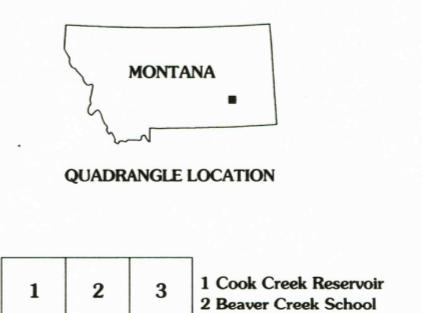 MONTANA
QUADRANGLE LOCATION
1 2 3 1 Cook Creek Reservoir
2 Beaver Creek School